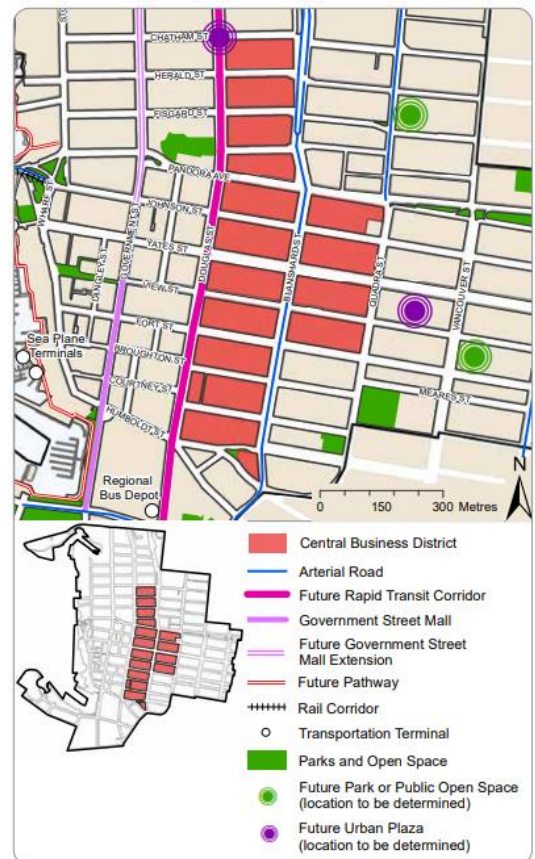 ST
CHATHAM ST
HERALD ST
FISGARD ST
PANDORA AVE
WHARF ST
JOHNSON ST
GOVERNMENT ST
DOUGLAS ST
YATES ST
BLANSHARD ST
QUADRA ST
VANCOUVER ST
LANGLEY ST
VIEW ST
FORT ST
Sea Plane
Terminals
BROUGHTON ST
COURTNEY ST
MEARES ST
HUMBOLDT ST
N
Regional
Bus Depot
0 150 300 Metres
Central Business District
Arterial Road
Future Rapid Transit Corridor
Government Street Mall
Future Government Street
Mall Extension
Future Pathway
Rail Corridor
Transportation Terminal
Parks and Open Space
Future Park or Public Open Space
(location to be determined)
Future Urban Plaza
(location to be determined)